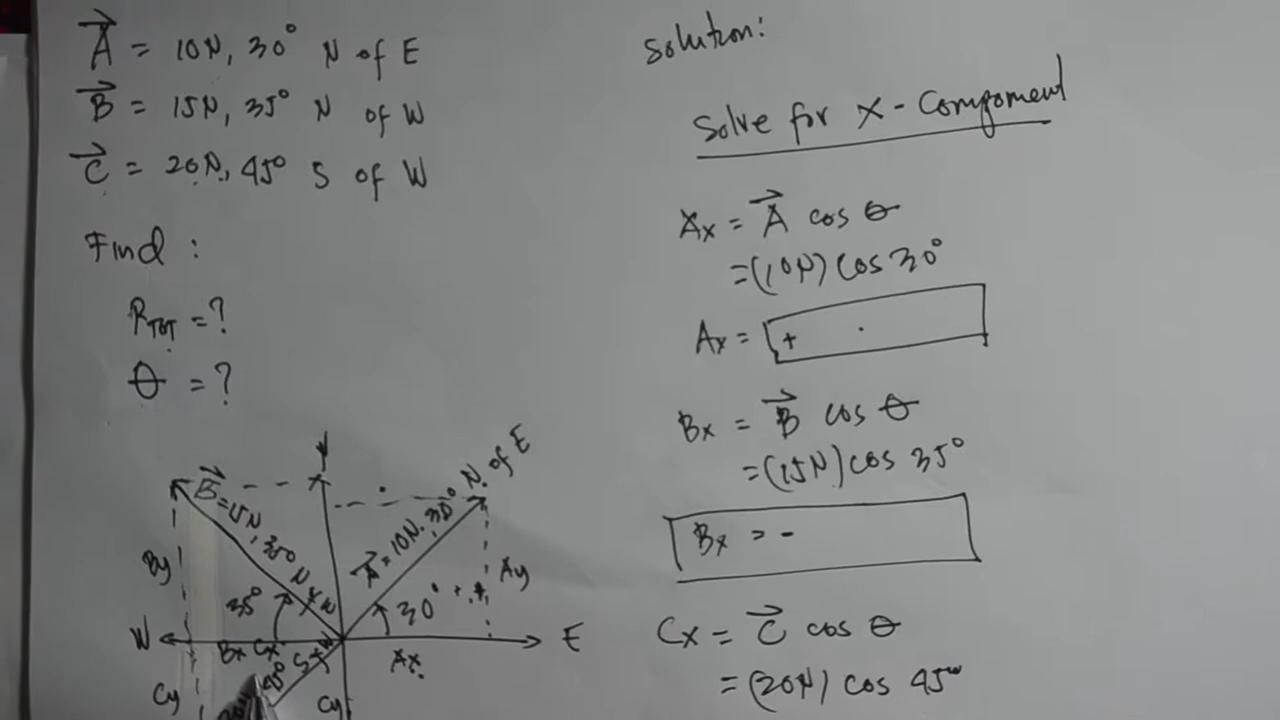 A = 10N, 30° N of E
B = 15N, 35° N of W
C = 20N, 45° S of W
Find :
RTOT = ?
θ = ?
N
B = 15N, 35° N of W
A = 10N, 30° N. of E
By
35°
30°
Ay
W
E
Bx Cx
S of W
Ax
45°
Cy
Cy
Solution:
Solve for X - Component
Ax = A cos θ
= (10N) cos 30°
Ax = +
Bx = B cos θ
= (15N) cos 35°
Bx = -
Cx = C cos θ
= (20N) cos 45°